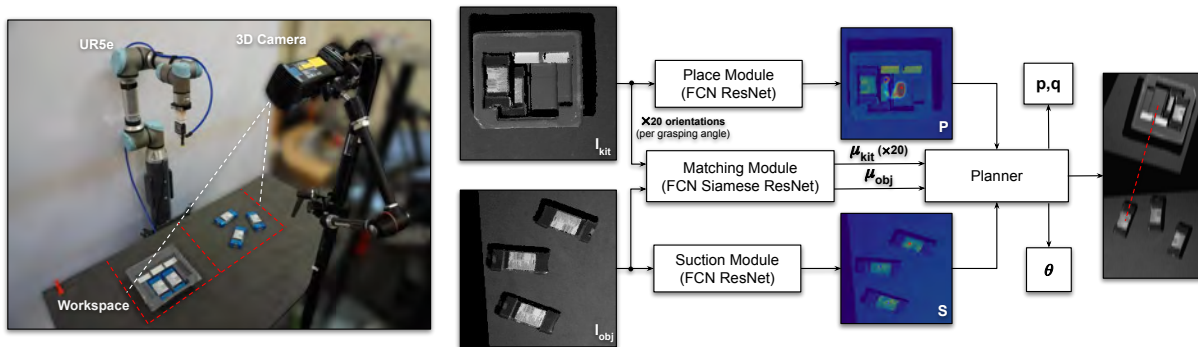 UR5e
3D Camera
Workspace
I_kit
×20 orientations
(per grasping angle)
I_obj
Place Module
(FCN ResNet)
Matching Module
(FCN Siamese ResNet)
Suction Module
(FCN ResNet)
P
μ_kit (×20)
μ_obj
S
Planner
p,q
θ